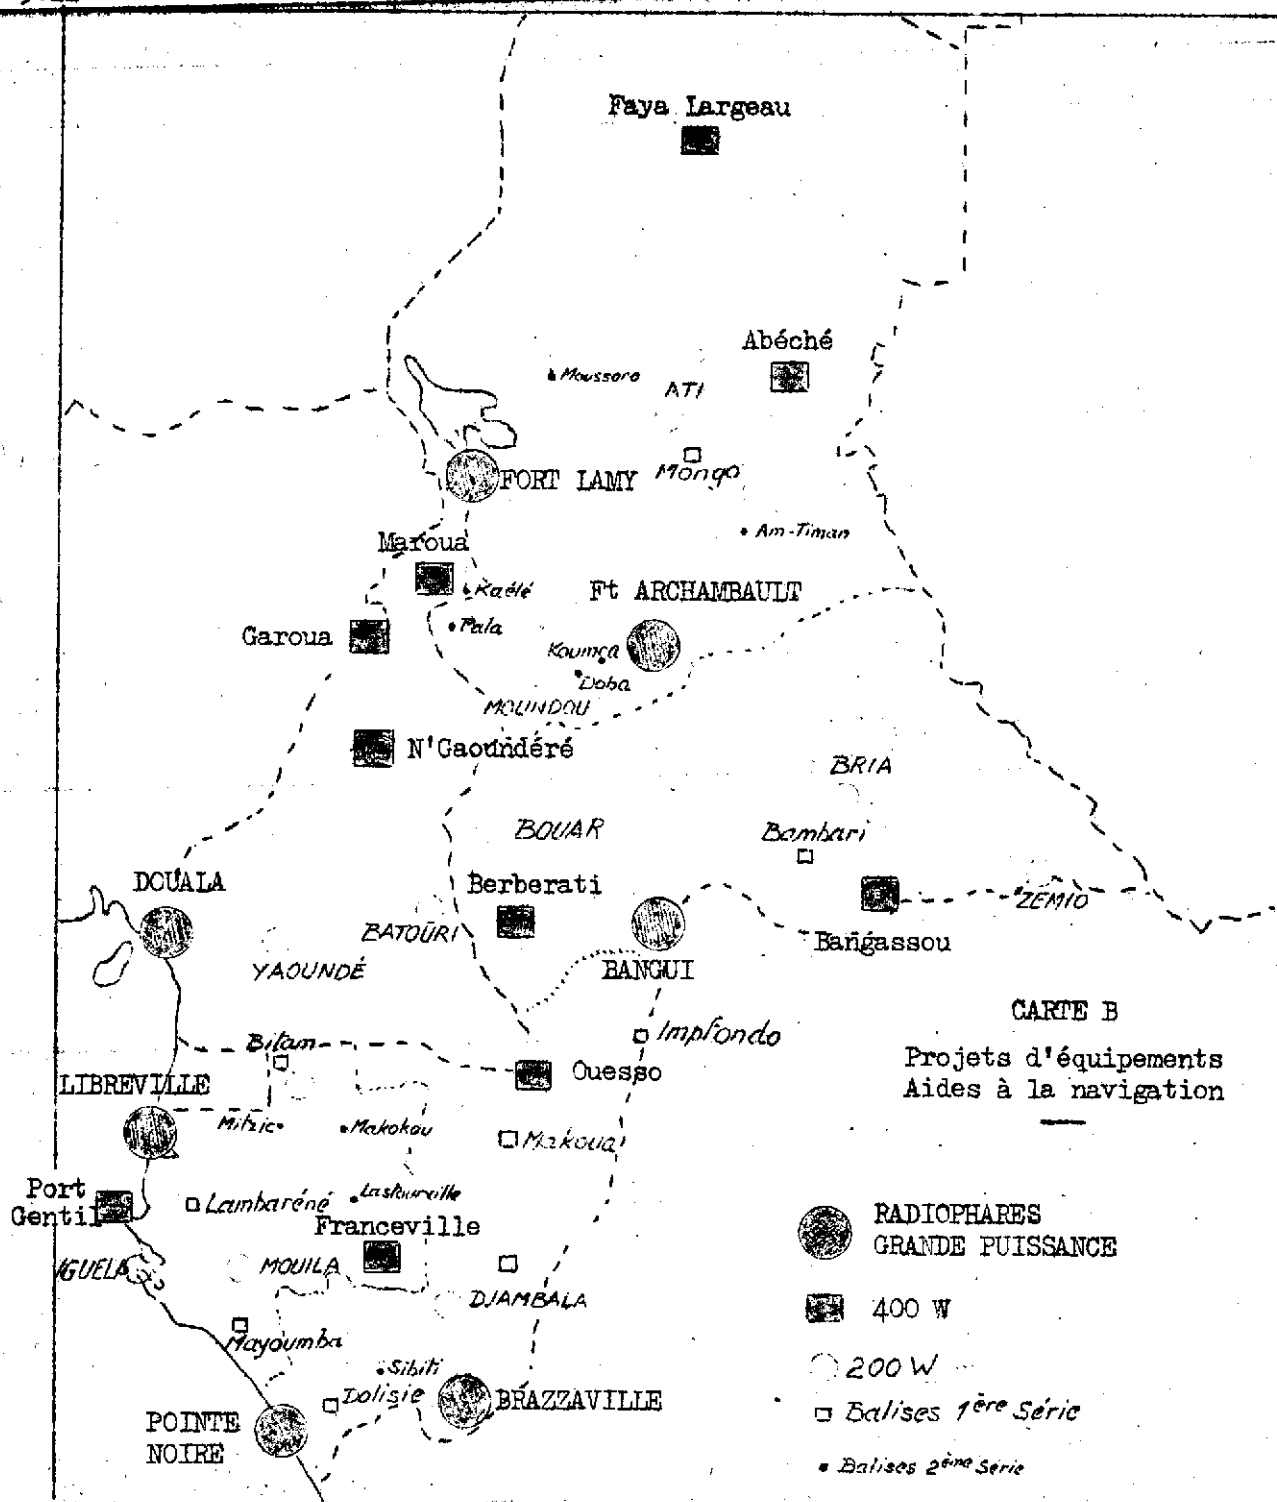 Faya Largeau
Abéché
Moussoro
ATI
Mongo
FORT LAMY
Am-Timan
Maroua
Kaélé
Ft ARCHAMBAULT
Garoua
Pala
Koumça
Doba
MOUNDOU
N'Gaoundéré
BRIA
BOUAR
Bambari
DOUALA
Berberati
ZEMIO
BATOURI
Bangassou
YAOUNDÉ
BANGUI
CARTE B
Impfondo
Bitam
Projets d'équipements
Ouesso
LIBREVILLE
Aides à la navigation
Mitzic
Makokou
Makoua
Port
Gentil
Lambaréné
Lastourville
Franceville
RADIOPHARES
GRANDE PUISSANCE
IGUELA
MOUILA
DJAMBALA
400 W
Mayoumba
Sibiti
200 W
Dolisie
BRAZZAVILLE
Balises 1ère Série
POINTE
NOIRE
Balises 2ème Série